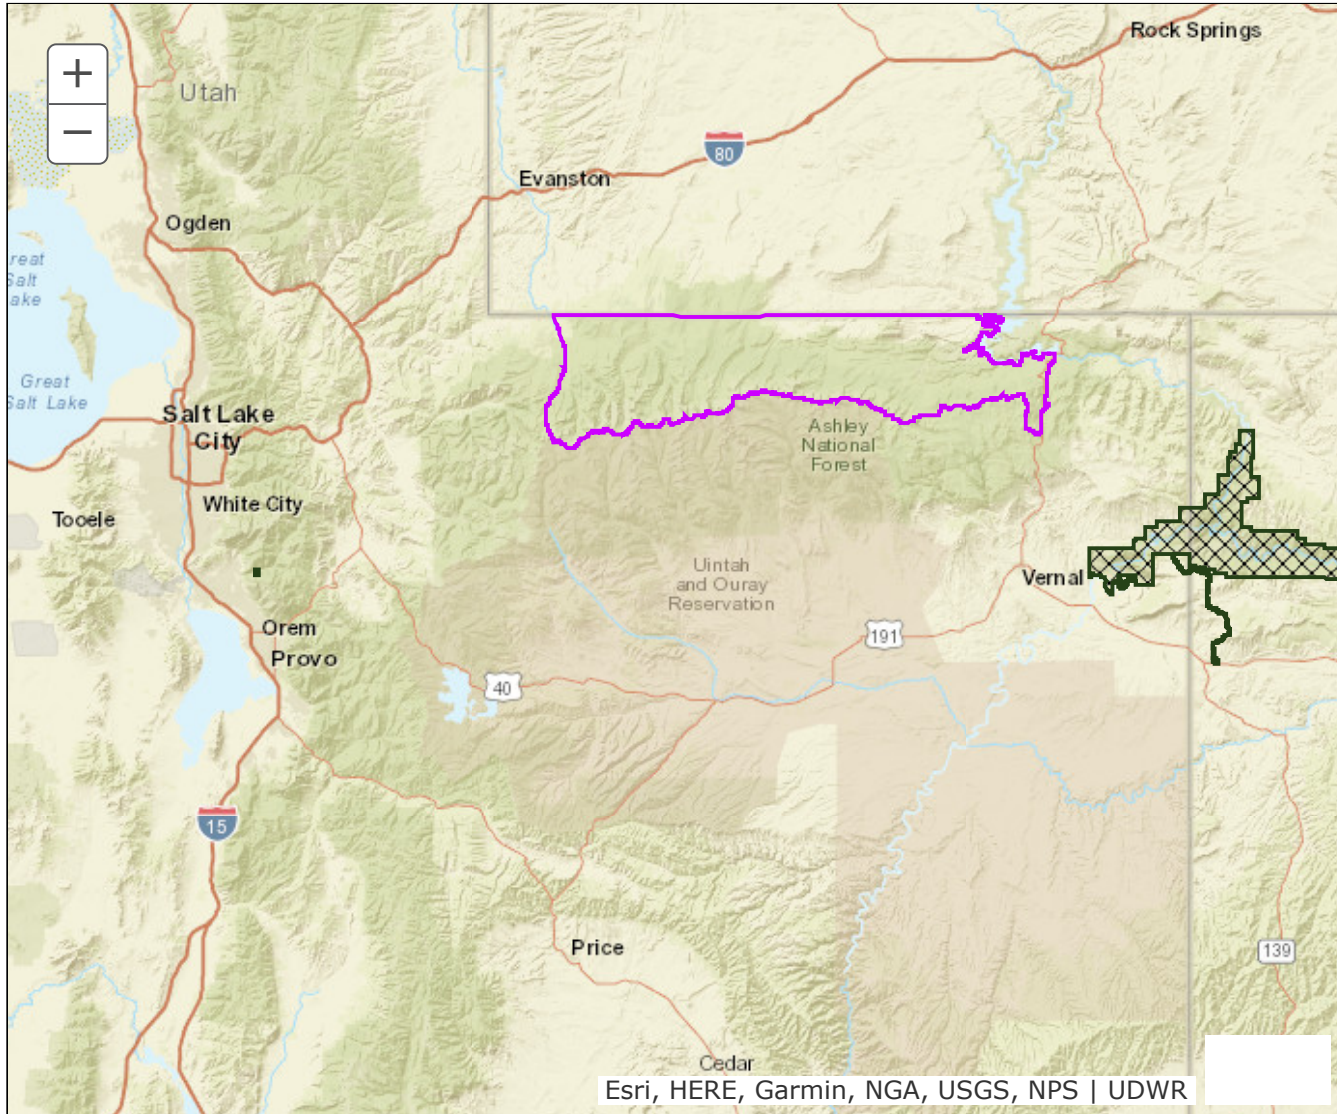 Rock Springs
+
Utah
−
80
Evanston
Ogden
reat
Salt
ake
Great
Salt Lake
Salt Lake
City
Ashley
National
Forest
White City
Tooele
Uintah
and Ouray
Reservation
Vernal
Orem
Provo
191
40
15
Price
139
Cedar
Esri, HERE, Garmin, NGA, USGS, NPS | UDWR